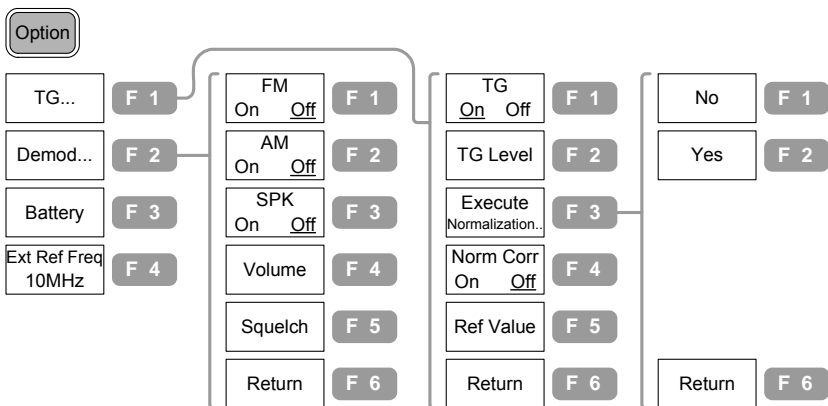 Option
TG...
F 1
Demod...
F 2
Battery
F 3
Ext Ref Freq
10MHz
F 4
FM
On Off
F 1
AM
On Off
F 2
SPK
On Off
F 3
Volume
F 4
Squelch
F 5
Return
F 6
TG
On Off
F 1
TG Level
F 2
Execute
Normalization..
F 3
Norm Corr
On Off
F 4
Ref Value
F 5
Return
F 6
No
F 1
Yes
F 2
Return
F 6